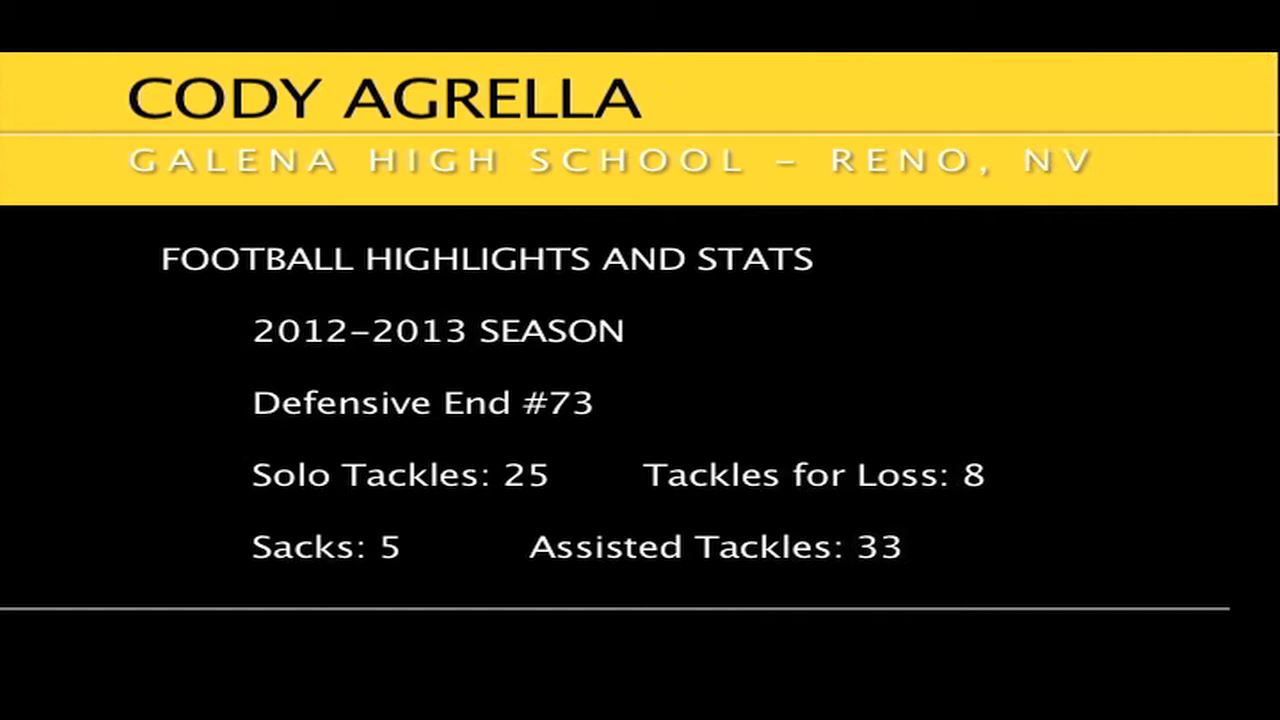 CODY AGRELLA
GALENA HIGH SCHOOL – RENO, NV
FOOTBALL HIGHLIGHTS AND STATS
2012–2013 SEASON
Defensive End #73
Solo Tackles: 25 Tackles for Loss: 8
Sacks: 5 Assisted Tackles: 33